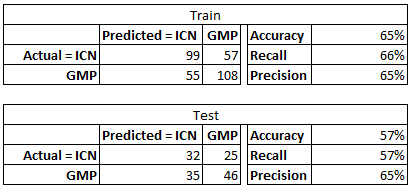 Train
Predicted = ICN GMP Accuracy 65%
Actual = ICN 99 57 Recall 66%
GMP 55 108 Precision 65%
Test
Predicted = ICN GMP Accuracy 57%
Actual = ICN 32 25 Recall 57%
GMP 35 46 Precision 65%